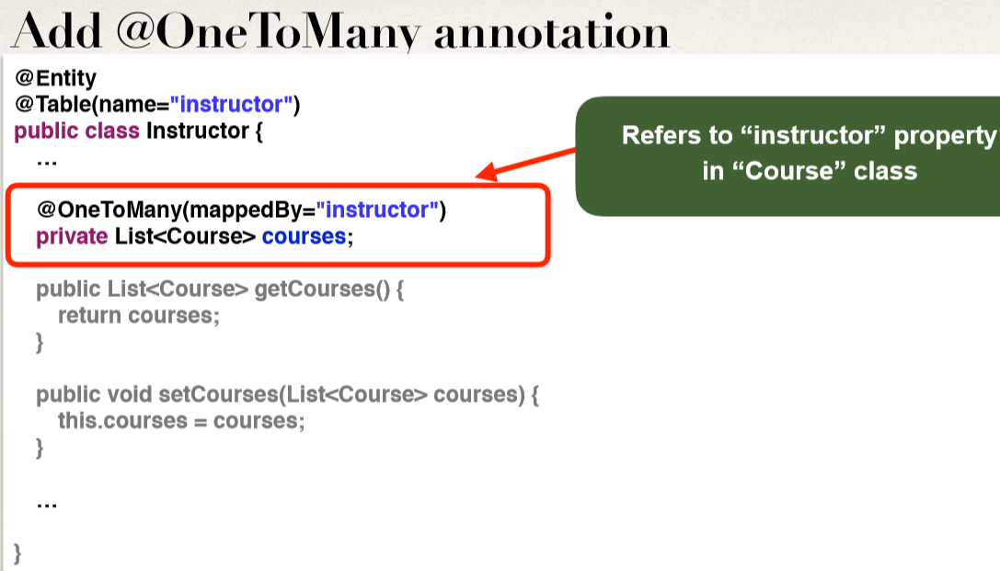 Add @OneToMany annotation
@Entity
@Table(name="instructor")
public class Instructor {
...
Refers to “instructor” property
in “Course” class
@OneToMany(mappedBy="instructor")
private List<Course> courses;
public List<Course> getCourses() {
return courses;
}
public void setCourses(List<Course> courses) {
this.courses = courses;
}
...
}